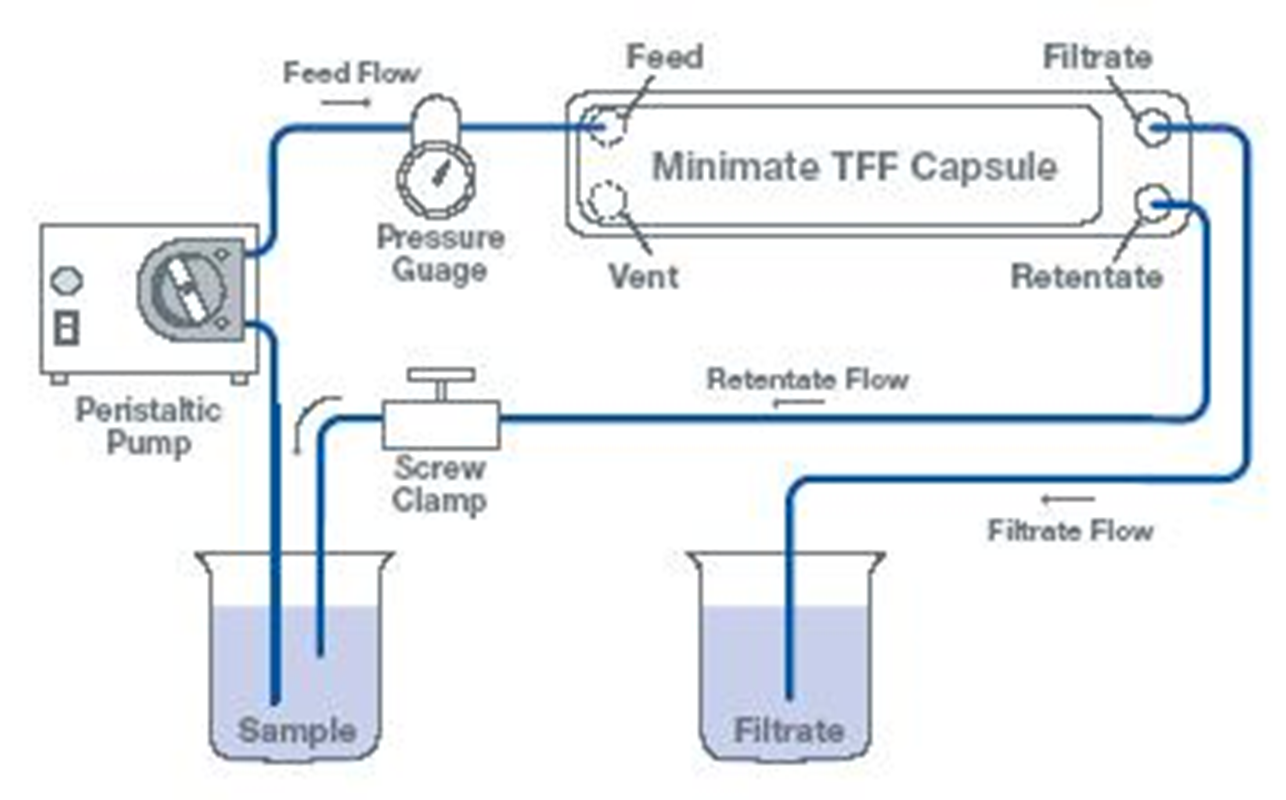 Feed
Filtrate
Feed Flow
Minimate TFF Capsule
Pressure
Guage
Vent
Retentate
Peristaltic
Pump
Retentate Flow
Screw
Clamp
Filtrate Flow
Sample
Filtrate